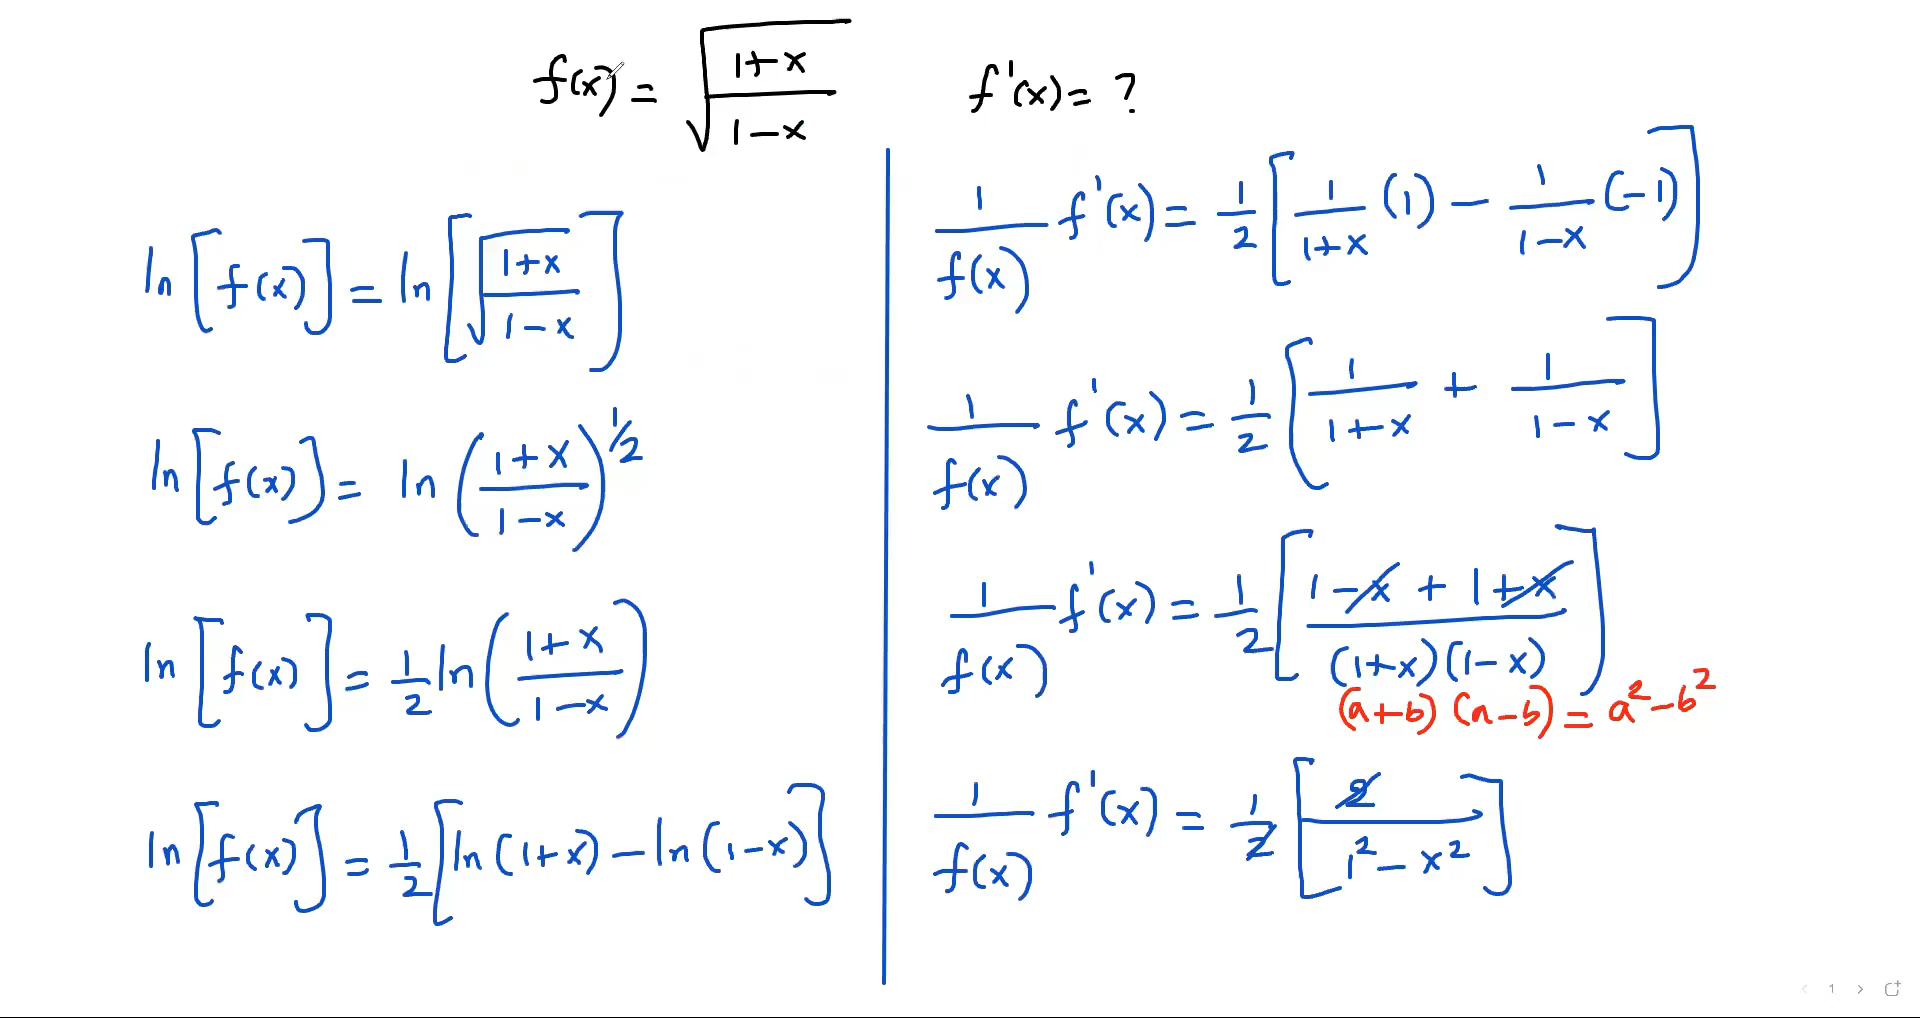 f(x) = √((1+x)/(1-x))    f'(x) = ?
ln[f(x)] = ln[√((1+x)/(1-x))]
ln[f(x)] = ln((1+x)/(1-x))^1/2
ln[f(x)] = 1/2 ln((1+x)/(1-x))
ln[f(x)] = 1/2[ln(1+x) - ln(1-x)]
1/f(x) f'(x) = 1/2[1/(1+x) (1) - 1/(1-x) (-1)]
1/f(x) f'(x) = 1/2[1/(1+x) + 1/(1-x)]
1/f(x) f'(x) = 1/2[(1-x+1+x)/((1+x)(1-x))]
(a+b)(a-b) = a²-b²
1/f(x) f'(x) = 1/2[2/(1²-x²)]
1